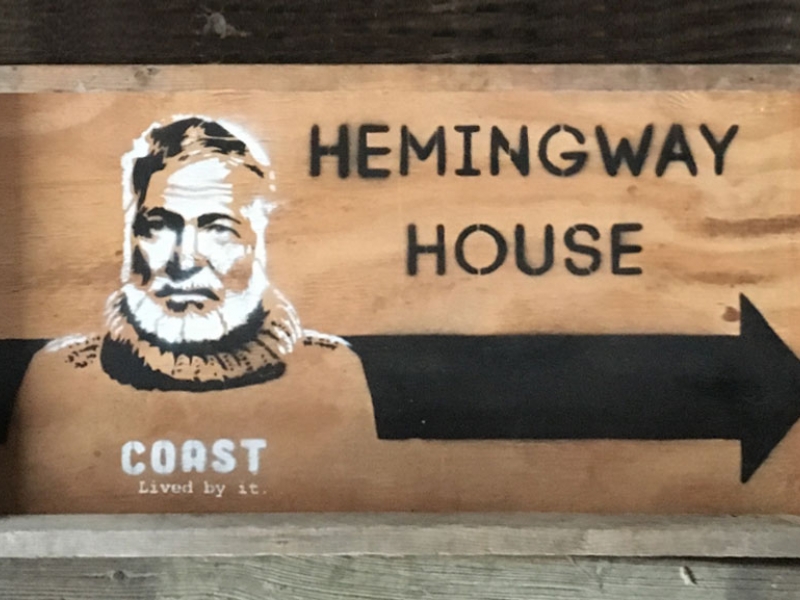 HEMINGWAY
HOUSE
COAST
Lived by it.